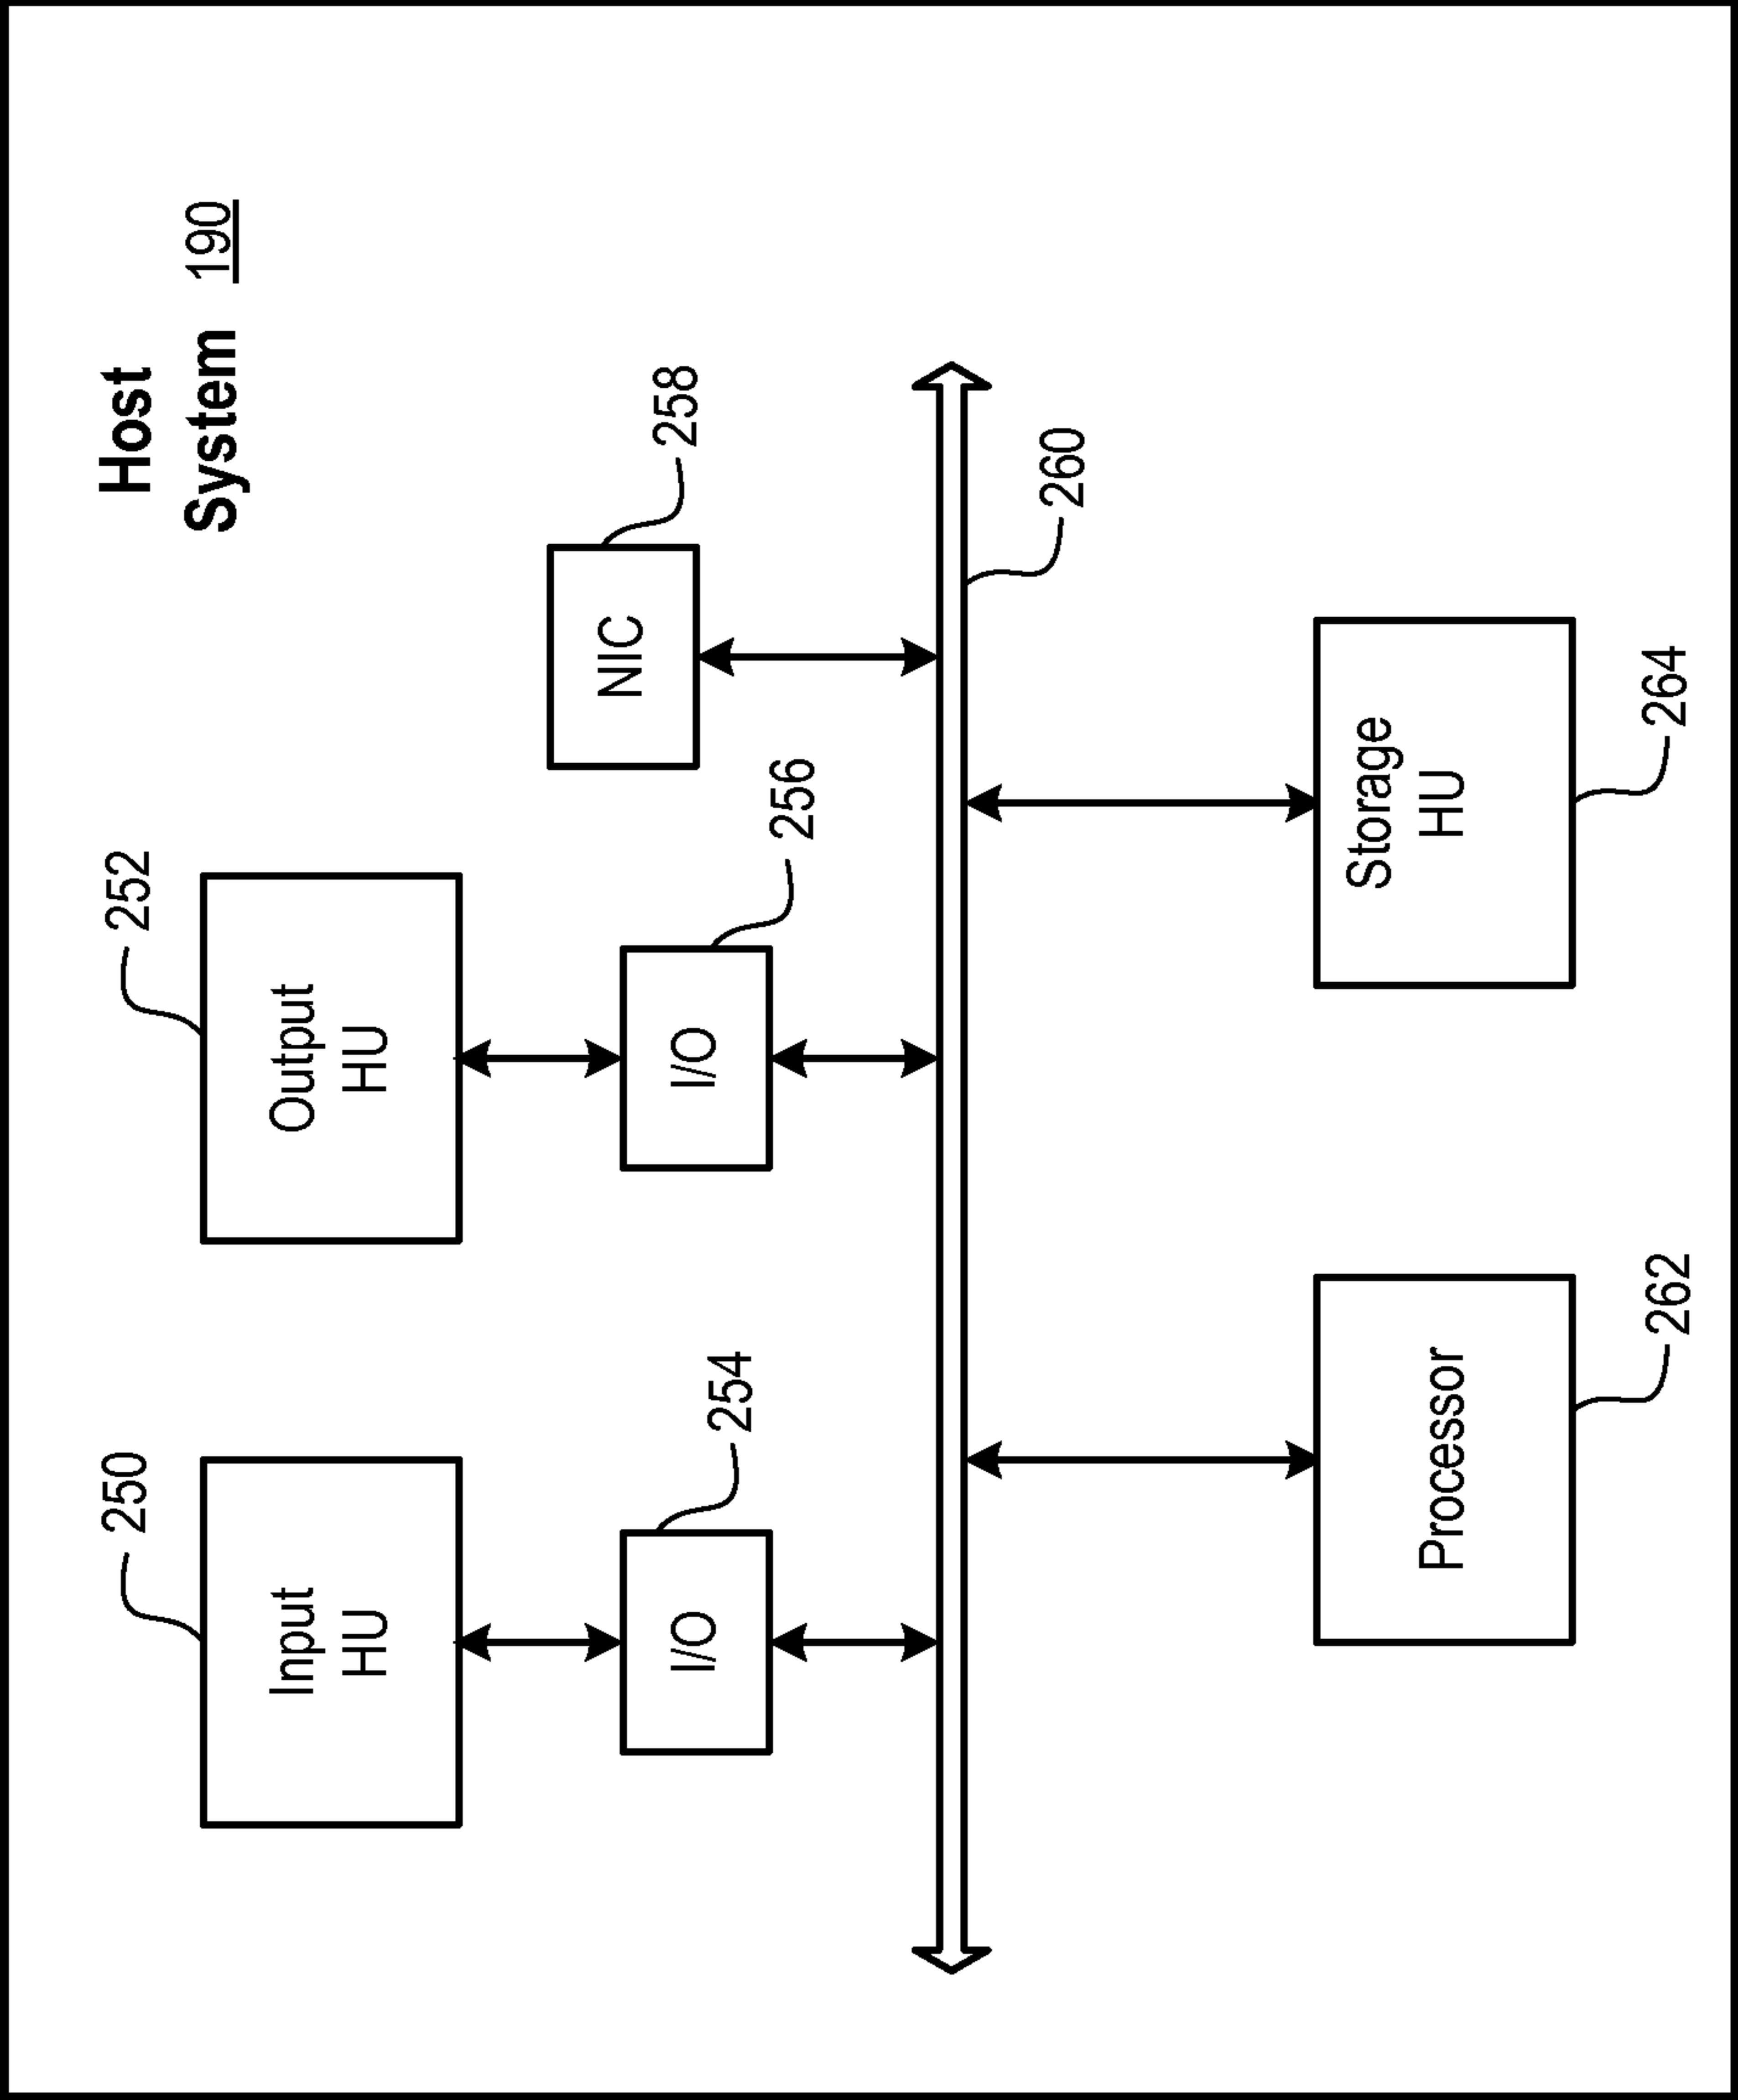 Host
System 190
250
Input
HU
252
Output
HU
258
NIC
254
I/O
256
I/O
260
Processor
262
Storage
HU
264